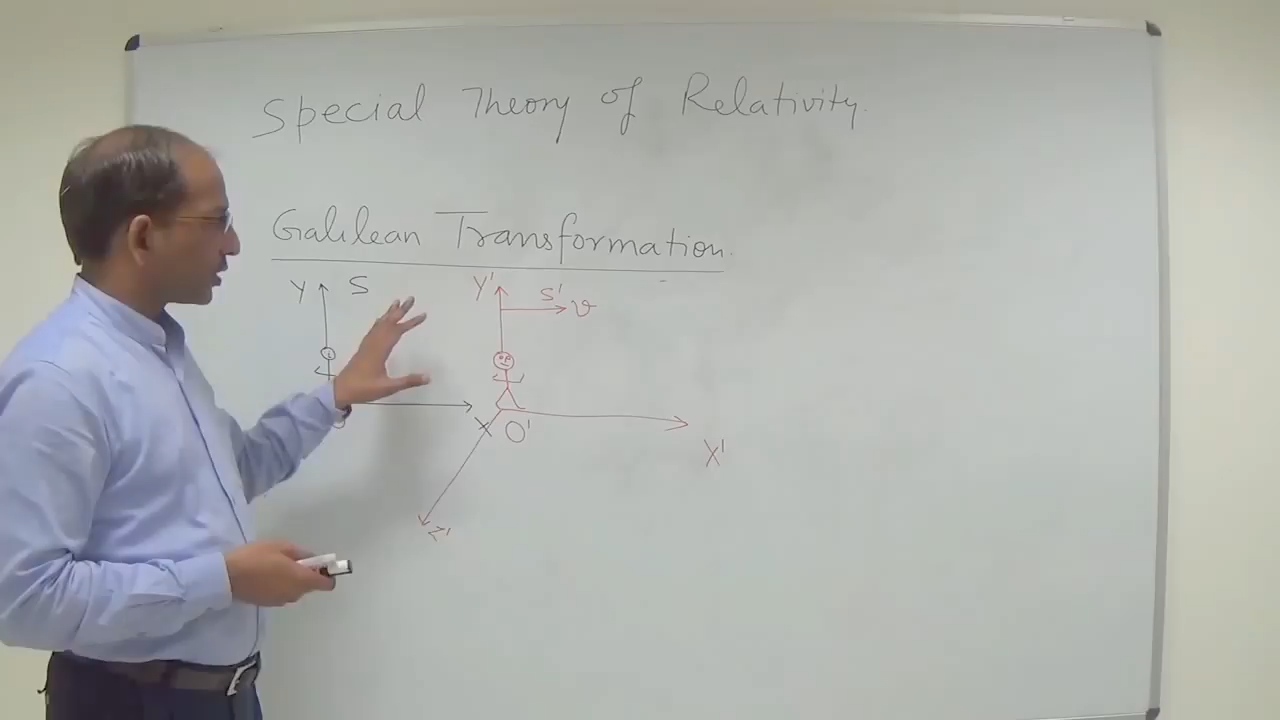 Special Theory of Relativity.
Galilean Transformation.
Y S Y' S' v
X O' X'
Z'